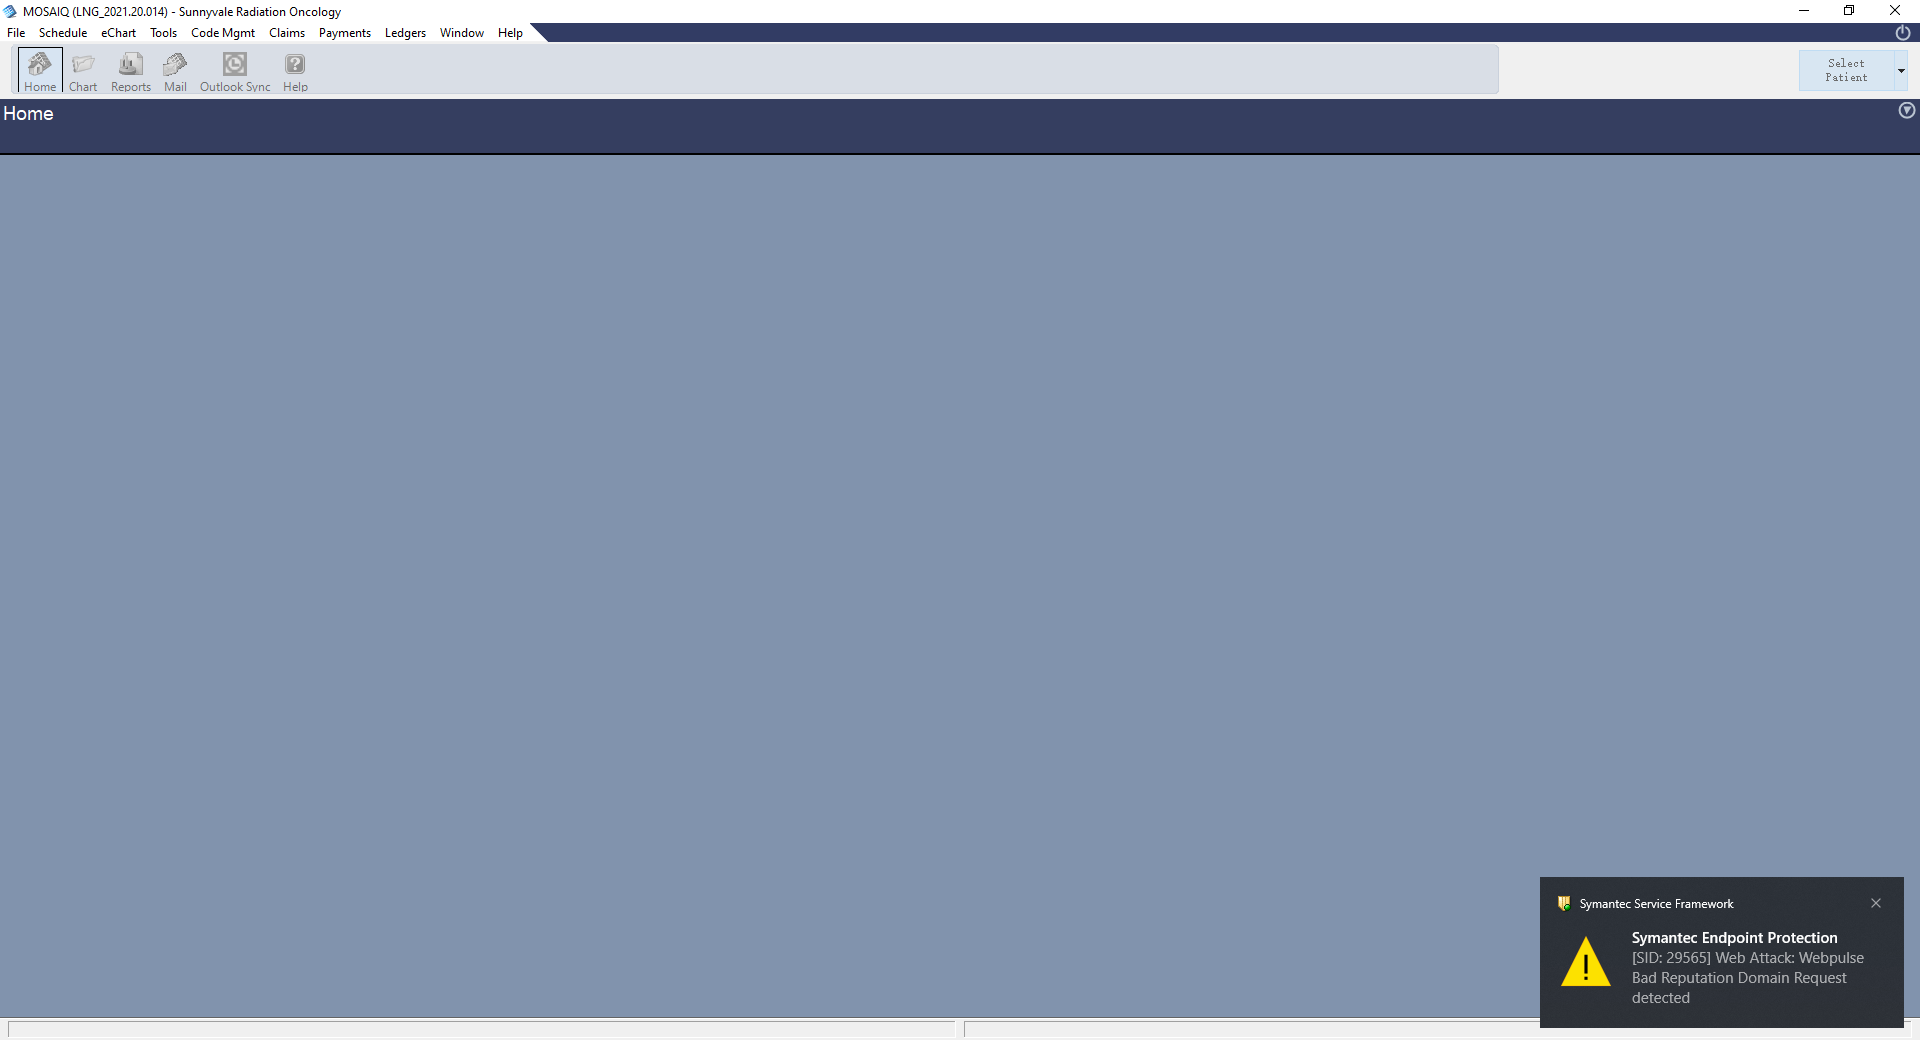 MOSAIQ (LNG_2021.20.014) - Sunnyvale Radiation Oncology
File Schedule eChart Tools Code Mgmt Claims Payments Ledgers Window Help
Home Chart Reports Mail Outlook Sync Help
Select
Patient
Home
Symantec Service Framework
Symantec Endpoint Protection
[SID: 29565] Web Attack: Webpulse
Bad Reputation Domain Request
detected